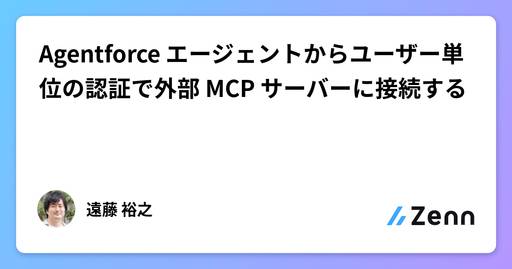 Agentforce エージェントからユーザー単
位の認証で外部 MCP サーバーに接続する
遠藤 裕之
Zenn